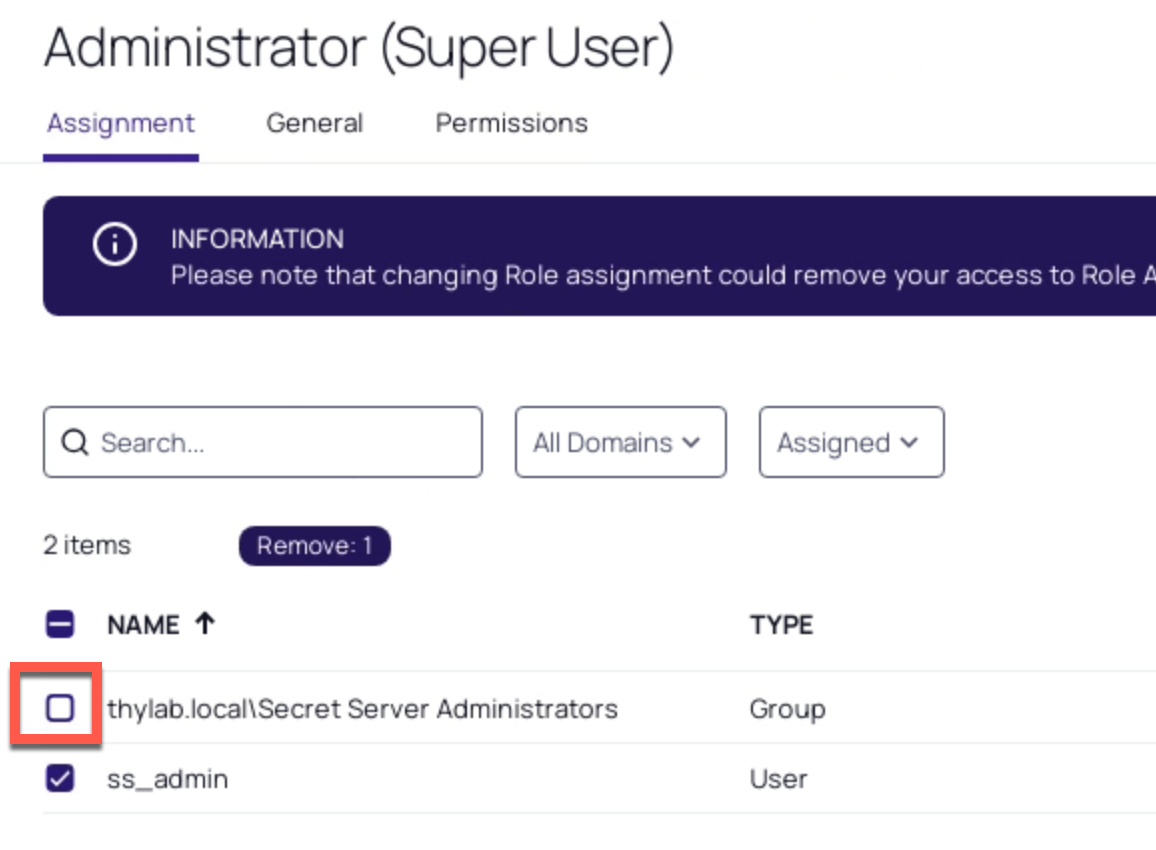 Administrator (Super User)
Assignment General Permissions
INFORMATION
Please note that changing Role assignment could remove your access to Role A
Search... All Domains Assigned
2 items Remove: 1
NAME TYPE
thylab.local\Secret Server Administrators Group
ss_admin User